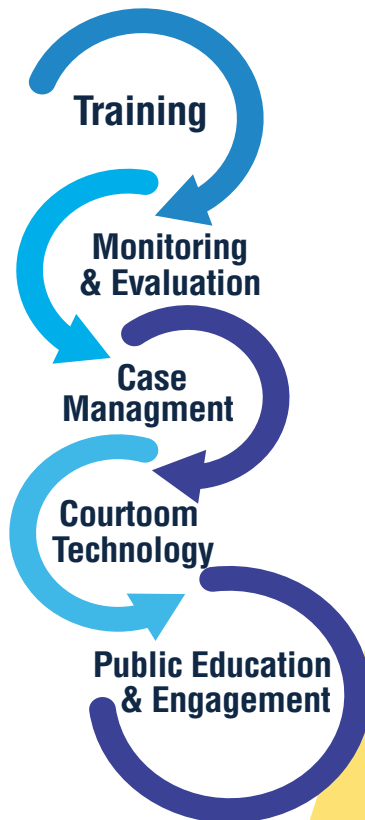 Training
Monitoring
& Evaluation
Case
Managment
Courtoom
Technology
Public Education
& Engagement